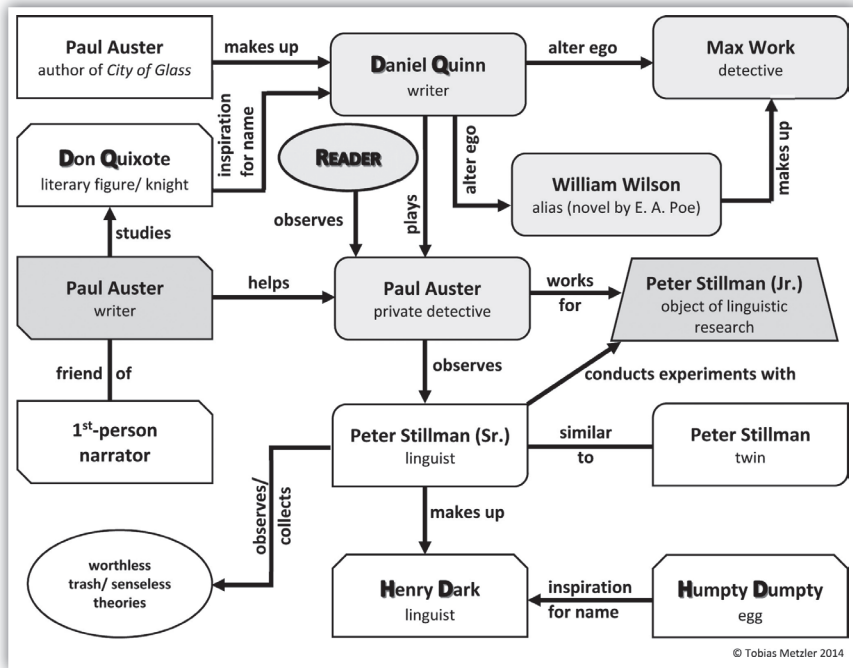 Paul Auster
author of City of Glass
makes up
Daniel Quinn
writer
alter ego
Max Work
detective
inspiration
for name
Don Quixote
literary figure/ knight
READER
alter ego
makes up
William Wilson
alias (novel by E. A. Poe)
observes
plays
studies
Paul Auster
writer
helps
Paul Auster
private detective
works
for
Peter Stillman (Jr.)
object of linguistic
research
friend of
observes
conducts experiments with
1st-person
narrator
Peter Stillman (Sr.)
linguist
similar
to
Peter Stillman
twin
observes/
collects
makes up
worthless
trash/ senseless
theories
Henry Dark
linguist
inspiration
for name
Humpty Dumpty
egg
© Tobias Metzler 2014